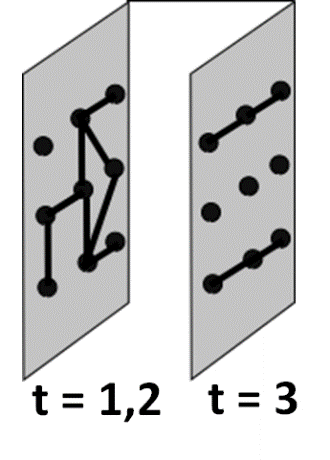 t = 1,2 t = 3